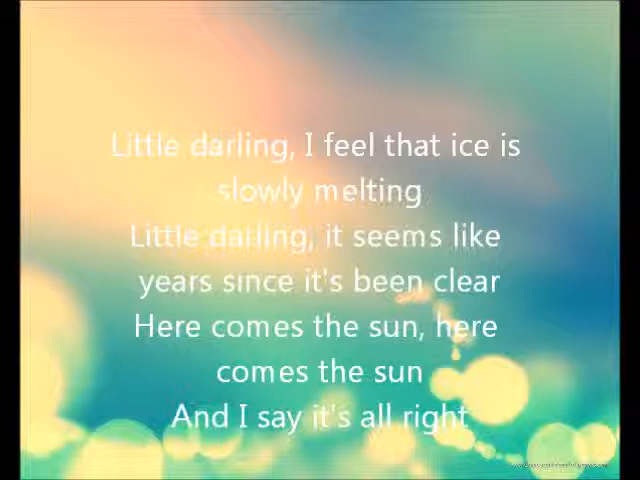 Little darling, I feel that ice is
slowly melting
Little darling, it seems like
years since it's been clear
Here comes the sun, here
comes the sun
And I say it's all right